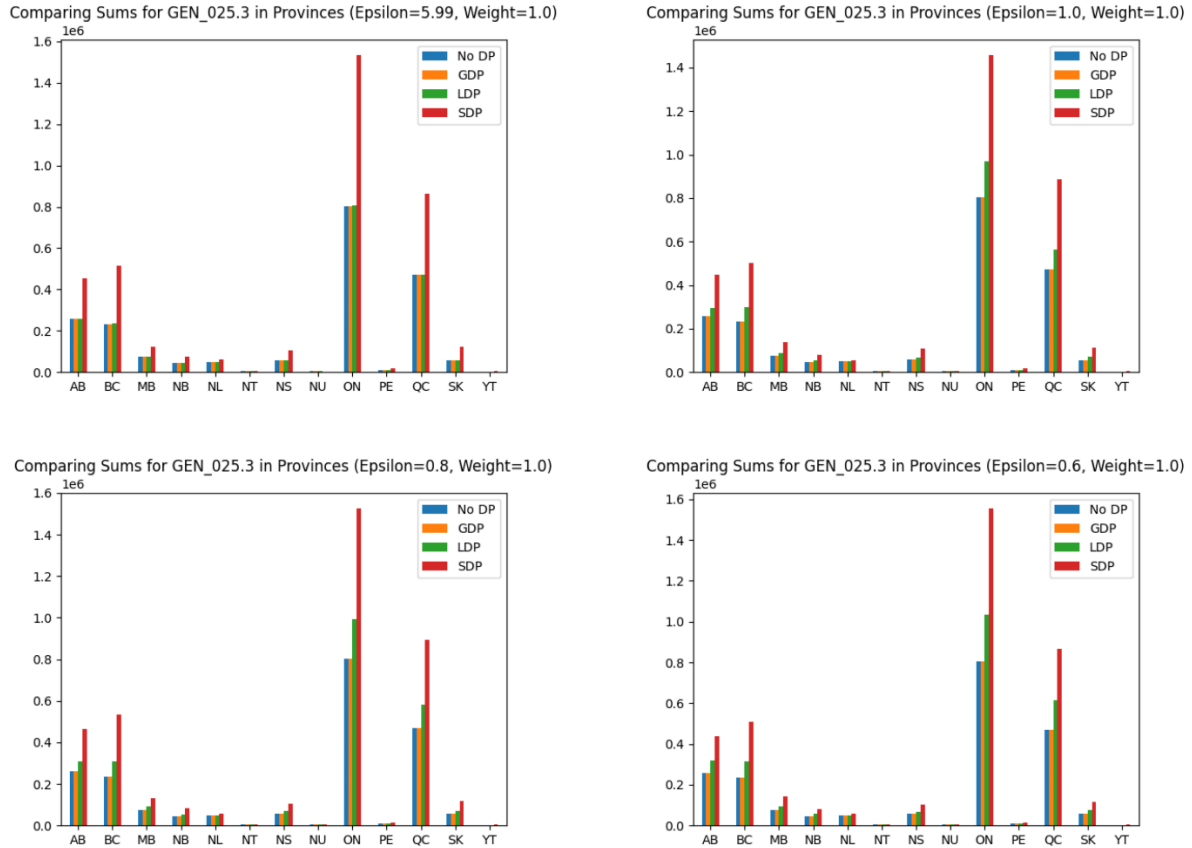 Comparing Sums for GEN_025.3 in Provinces (Epsilon=5.99, Weight=1.0)
1e6
1.6
1.4
1.2
1.0
0.8
0.6
0.4
0.2
0.0
No DP
GDP
LDP
SDP
AB BC MB NB NL NT NS NU ON PE QC SK YT
Comparing Sums for GEN_025.3 in Provinces (Epsilon=1.0, Weight=1.0)
1e6
1.4
1.2
1.0
0.8
0.6
0.4
0.2
0.0
No DP
GDP
LDP
SDP
AB BC MB NB NL NT NS NU ON PE QC SK YT
Comparing Sums for GEN_025.3 in Provinces (Epsilon=0.8, Weight=1.0)
1e6
1.6
1.4
1.2
1.0
0.8
0.6
0.4
0.2
0.0
No DP
GDP
LDP
SDP
AB BC MB NB NL NT NS NU ON PE QC SK YT
Comparing Sums for GEN_025.3 in Provinces (Epsilon=0.6, Weight=1.0)
1e6
1.6
1.4
1.2
1.0
0.8
0.6
0.4
0.2
0.0
No DP
GDP
LDP
SDP
AB BC MB NB NL NT NS NU ON PE QC SK YT